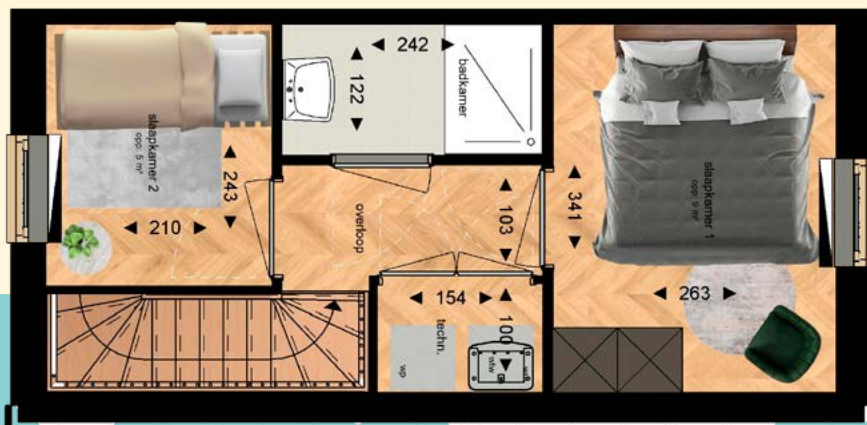 slaapkamer 2
opp: 5 m²
243
210
242
122
badkamer
overloop
103
341
slaapkamer 1
opp: 9 m²
263
154
100
techn.
wp
wtw